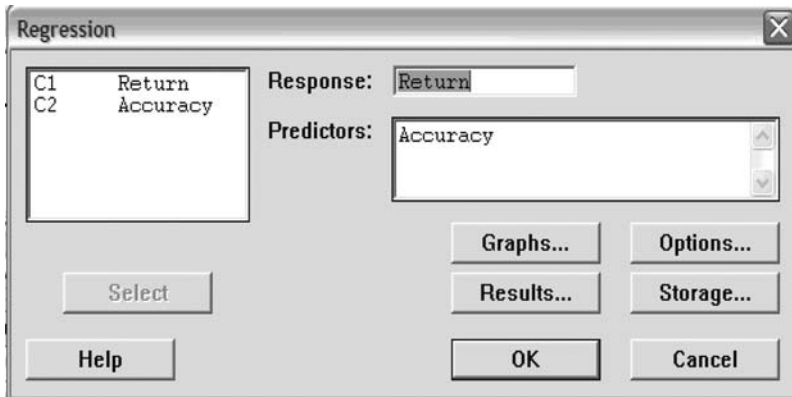 Regression
C1 Return
C2 Accuracy
Response: Return
Predictors: Accuracy
Graphs... Options...
Select Results... Storage...
Help OK Cancel